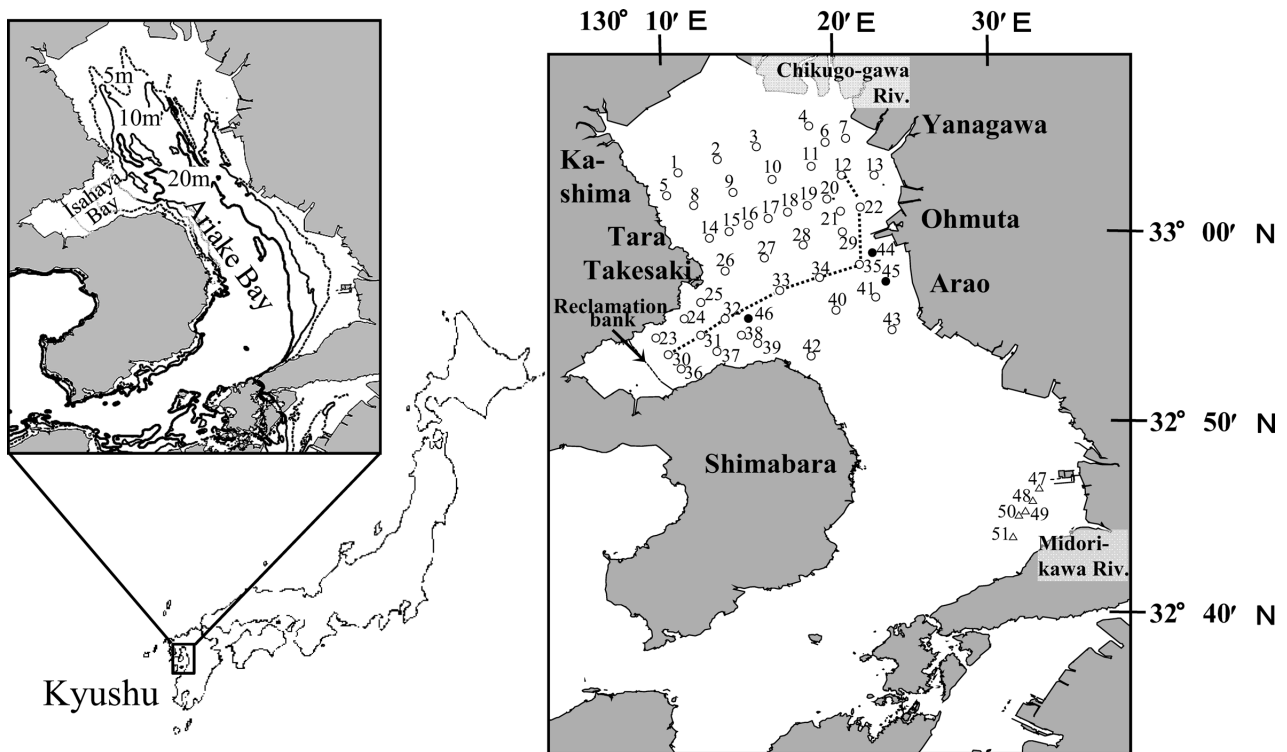 5m
10m
20m
Isahaya
Bay
Ariake Bay
Kyushu
130° 10′ E
20′ E
30′ E
Chikugo-gawa
Riv.
Yanagawa
Ka-
shima
Tara
Takesaki
Reclamation
bank
Ohmuta
Arao
Shimabara
Midori-
kawa Riv.
33° 00′ N
32° 50′ N
32° 40′ N
4
6
7
3
2
1
10
11
12
13
5
8
9
20
19
18
17
16
15
14
21
22
28
29
27
26
44
35
45
34
33
41
40
43
25
24
32
46
23
31
38
39
42
30
37
36
47
48
50
49
51